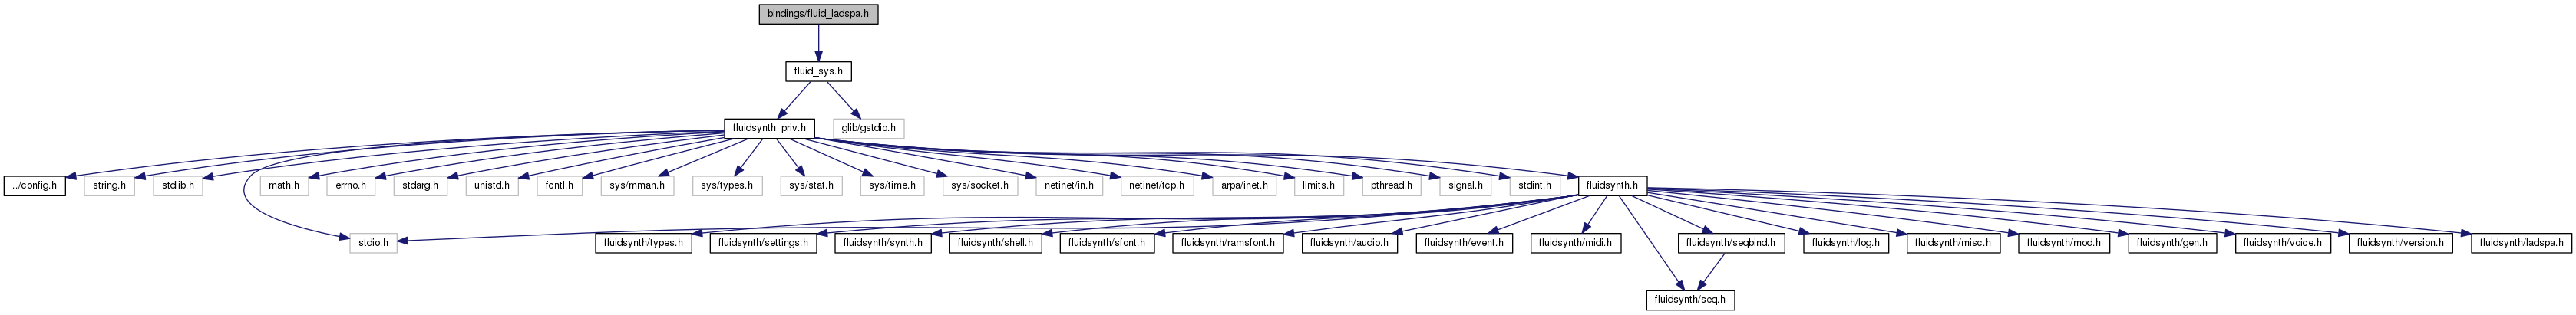 bindings/fluid_ladspa.h
fluid_sys.h
fluidsynth_priv.h
glib/gstdio.h
../config.h
string.h
stdlib.h
math.h
errno.h
stdarg.h
unistd.h
fcntl.h
sys/mman.h
sys/types.h
sys/stat.h
sys/time.h
sys/socket.h
netinet/in.h
netinet/tcp.h
arpa/inet.h
limits.h
pthread.h
signal.h
stdint.h
fluidsynth.h
stdio.h
fluidsynth/types.h
fluidsynth/settings.h
fluidsynth/synth.h
fluidsynth/shell.h
fluidsynth/sfont.h
fluidsynth/ramsfont.h
fluidsynth/audio.h
fluidsynth/event.h
fluidsynth/midi.h
fluidsynth/seqbind.h
fluidsynth/log.h
fluidsynth/misc.h
fluidsynth/mod.h
fluidsynth/gen.h
fluidsynth/voice.h
fluidsynth/version.h
fluidsynth/ladspa.h
fluidsynth/seq.h